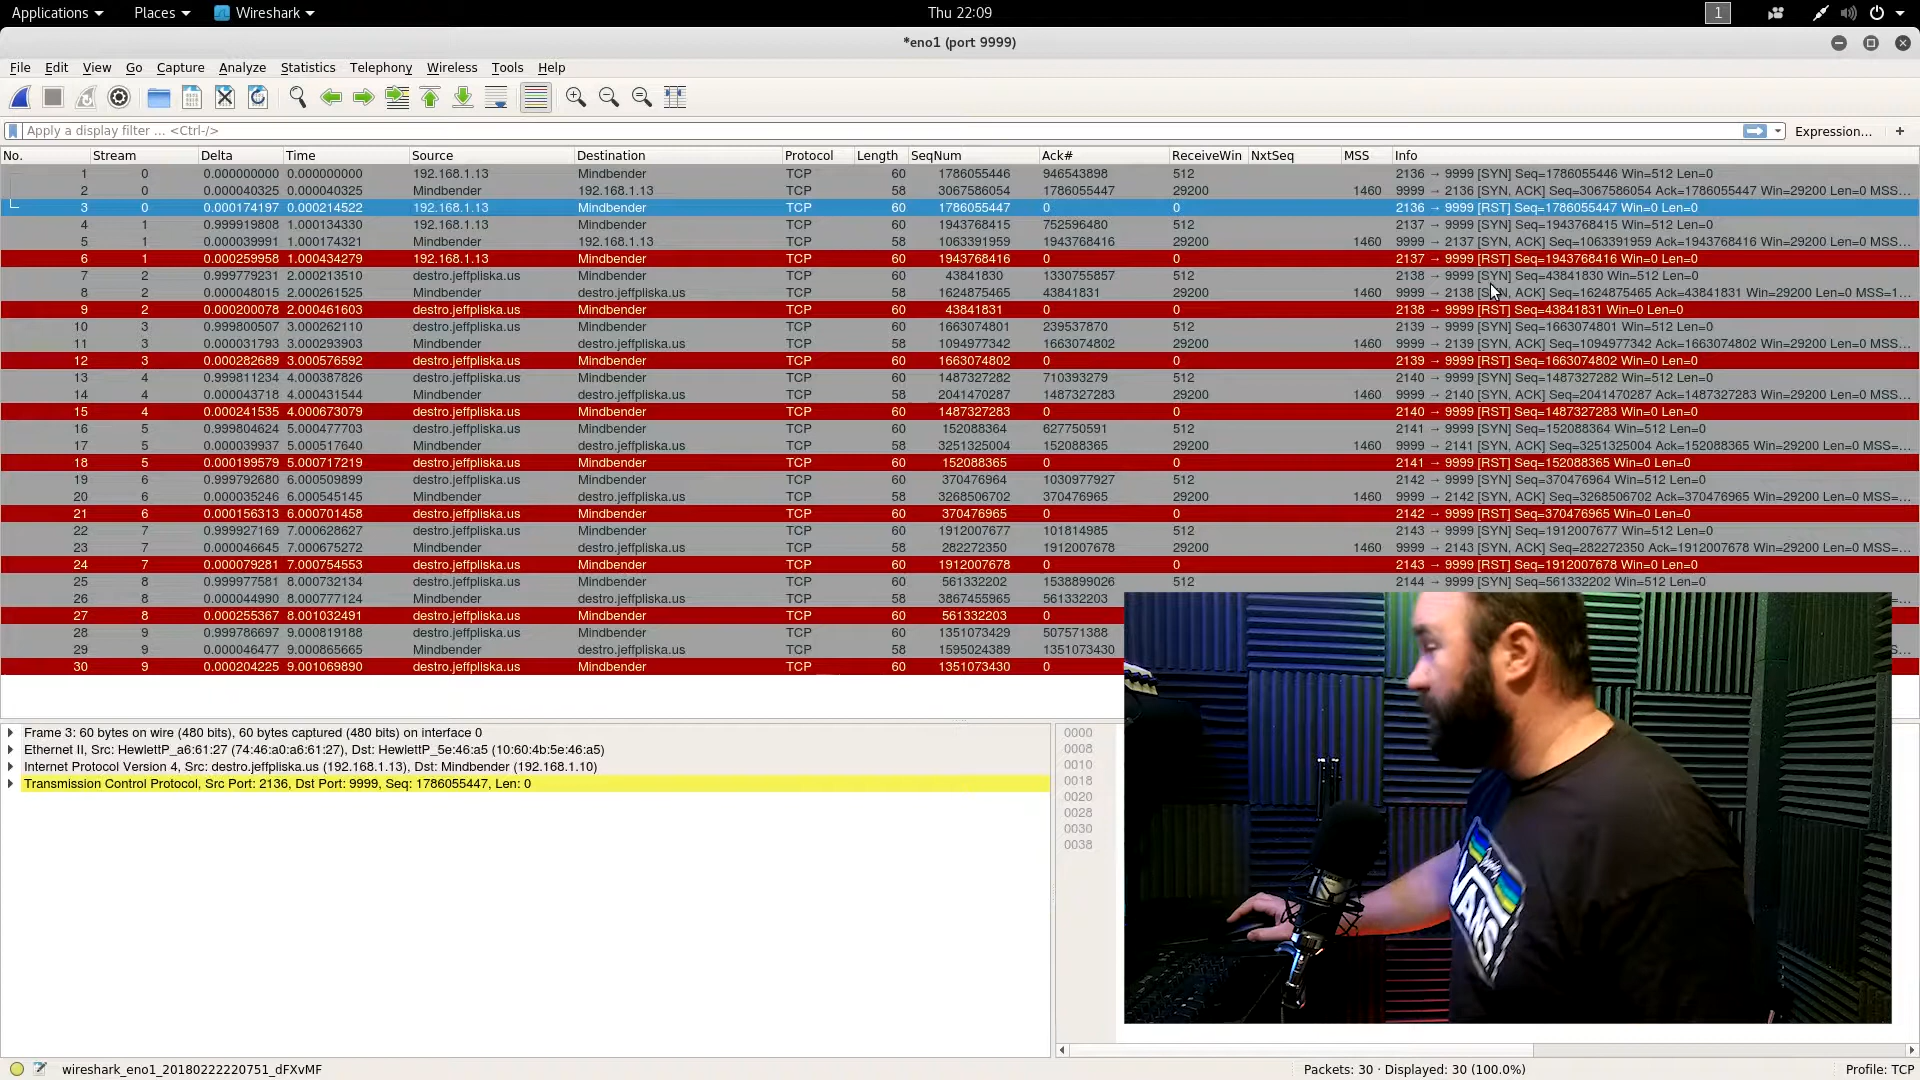 Applications Places Wireshark Thu 22:09 1
*eno1 (port 9999)
File Edit View Go Capture Analyze Statistics Telephony Wireless Tools Help
Apply a display filter ... <Ctrl-/> Expression... +
No. Stream Delta Time Source Destination Protocol Length SeqNum Ack# ReceiveWin NxtSeq MSS Info
1 0 0.000000000 0.000000000 192.168.1.13 Mindbender TCP 60 1786055446 946543898 512 2136 → 9999 [SYN] Seq=1786055446 Win=512 Len=0
2 0 0.000040325 0.000040325 Mindbender 192.168.1.13 TCP 58 3067586054 1786055447 29200 1460 9999 → 2136 [SYN, ACK] Seq=3067586054 Ack=1786055447 Win=29200 Len=0 MSS...
3 0 0.000174197 0.000214522 192.168.1.13 Mindbender TCP 60 1786055447 0 0 2136 → 9999 [RST] Seq=1786055447 Win=0 Len=0
4 1 0.999919808 1.000134330 192.168.1.13 Mindbender TCP 60 1943768415 752596480 512 2137 → 9999 [SYN] Seq=1943768415 Win=512 Len=0
5 1 0.000039991 1.000174321 Mindbender 192.168.1.13 TCP 58 1063391959 1943768416 29200 1460 9999 → 2137 [SYN, ACK] Seq=1063391959 Ack=1943768416 Win=29200 Len=0 MSS...
6 1 0.000259958 1.000434279 192.168.1.13 Mindbender TCP 60 1943768416 0 0 2137 → 9999 [RST] Seq=1943768416 Win=0 Len=0
7 2 0.999779231 2.000213510 destro.jeffpliska.us Mindbender TCP 60 43841830 1330755857 512 2138 → 9999 [SYN] Seq=43841830 Win=512 Len=0
8 2 0.000048015 2.000261525 Mindbender destro.jeffpliska.us TCP 58 1624875465 43841831 29200 1460 9999 → 2138 [SYN, ACK] Seq=1624875465 Ack=43841831 Win=29200 Len=0 MSS=1...
9 2 0.000200078 2.000461603 destro.jeffpliska.us Mindbender TCP 60 43841831 0 0 2138 → 9999 [RST] Seq=43841831 Win=0 Len=0
10 3 0.999800507 3.000262110 destro.jeffpliska.us Mindbender TCP 60 1663074801 239537870 512 2139 → 9999 [SYN] Seq=1663074801 Win=512 Len=0
11 3 0.000031793 3.000293903 Mindbender destro.jeffpliska.us TCP 58 1094977342 1663074802 29200 1460 9999 → 2139 [SYN, ACK] Seq=1094977342 Ack=1663074802 Win=29200 Len=0 MSS...
12 3 0.000282689 3.000576592 destro.jeffpliska.us Mindbender TCP 60 1663074802 0 0 2139 → 9999 [RST] Seq=1663074802 Win=0 Len=0
13 4 0.999811234 4.000387826 destro.jeffpliska.us Mindbender TCP 60 1487327282 710393279 512 2140 → 9999 [SYN] Seq=1487327282 Win=512 Len=0
14 4 0.000043718 4.000431544 Mindbender destro.jeffpliska.us TCP 58 2041470287 1487327283 29200 1460 9999 → 2140 [SYN, ACK] Seq=2041470287 Ack=1487327283 Win=29200 Len=0 MSS...
15 4 0.000241535 4.000673079 destro.jeffpliska.us Mindbender TCP 60 1487327283 0 0 2140 → 9999 [RST] Seq=1487327283 Win=0 Len=0
16 5 0.999804624 5.000477703 destro.jeffpliska.us Mindbender TCP 60 152088364 627750591 512 2141 → 9999 [SYN] Seq=152088364 Win=512 Len=0
17 5 0.000039937 5.000517640 Mindbender destro.jeffpliska.us TCP 58 3251325004 152088365 29200 1460 9999 → 2141 [SYN, ACK] Seq=3251325004 Ack=152088365 Win=29200 Len=0 MSS=...
18 5 0.000199579 5.000717219 destro.jeffpliska.us Mindbender TCP 60 152088365 0 0 2141 → 9999 [RST] Seq=152088365 Win=0 Len=0
19 6 0.999792680 6.000509899 destro.jeffpliska.us Mindbender TCP 60 370476964 1030977927 512 2142 → 9999 [SYN] Seq=370476964 Win=512 Len=0
20 6 0.000035246 6.000545145 Mindbender destro.jeffpliska.us TCP 58 3268506702 370476965 29200 1460 9999 → 2142 [SYN, ACK] Seq=3268506702 Ack=370476965 Win=29200 Len=0 MSS=...
21 6 0.000156313 6.000701458 destro.jeffpliska.us Mindbender TCP 60 370476965 0 0 2142 → 9999 [RST] Seq=370476965 Win=0 Len=0
22 7 0.999927169 7.000628627 destro.jeffpliska.us Mindbender TCP 60 1912007677 101814985 512 2143 → 9999 [SYN] Seq=1912007677 Win=512 Len=0
23 7 0.000046645 7.000675272 Mindbender destro.jeffpliska.us TCP 58 282272350 1912007678 29200 1460 9999 → 2143 [SYN, ACK] Seq=282272350 Ack=1912007678 Win=29200 Len=0 MSS=...
24 7 0.000079281 7.000754553 destro.jeffpliska.us Mindbender TCP 60 1912007678 0 0 2143 → 9999 [RST] Seq=1912007678 Win=0 Len=0
25 8 0.999977581 8.000732134 destro.jeffpliska.us Mindbender TCP 60 561332202 1538899026 512 2144 → 9999 [SYN] Seq=561332202 Win=512 Len=0
26 8 0.000044990 8.000777124 Mindbender destro.jeffpliska.us TCP 58 3867455965 561332203
27 8 0.000255367 8.001032491 destro.jeffpliska.us Mindbender TCP 60 561332203 0
28 9 0.999786697 9.000819188 destro.jeffpliska.us Mindbender TCP 60 1351073429 507571388
29 9 0.000046477 9.000865665 Mindbender destro.jeffpliska.us TCP 58 1595024389 1351073430
30 9 0.000204225 9.001069890 destro.jeffpliska.us Mindbender TCP 60 1351073430 0
Frame 3: 60 bytes on wire (480 bits), 60 bytes captured (480 bits) on interface 0
Ethernet II, Src: HewlettP_a6:61:27 (74:46:a0:a6:61:27), Dst: HewlettP_5e:46:a5 (10:60:4b:5e:46:a5)
Internet Protocol Version 4, Src: destro.jeffpliska.us (192.168.1.13), Dst: Mindbender (192.168.1.10)
Transmission Control Protocol, Src Port: 2136, Dst Port: 9999, Seq: 1786055447, Len: 0
0000
0008
0010
0018
0020
0028
0030
0038
VANS
wireshark_eno1_20180222220751_dFXvMF Packets: 30 · Displayed: 30 (100.0%) Profile: TCP